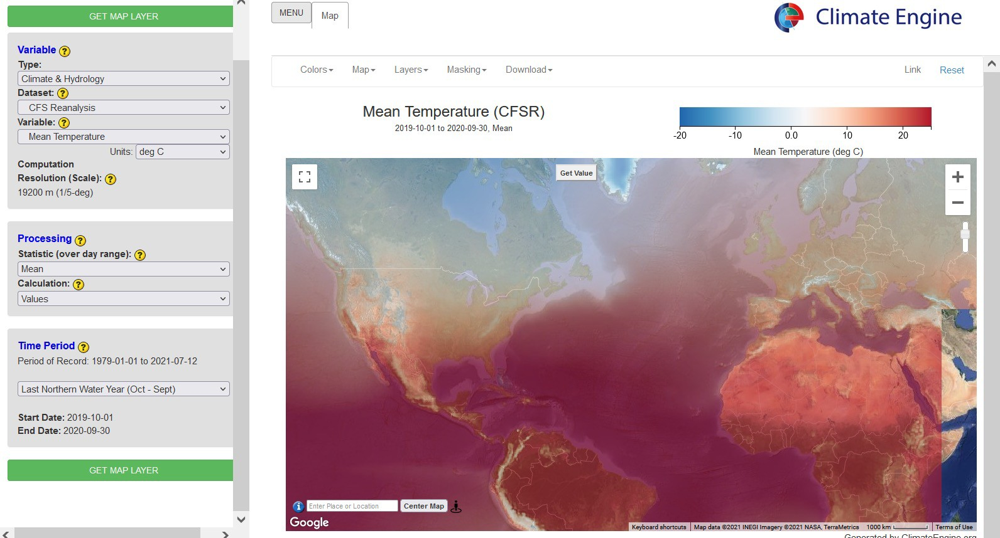 GET MAP LAYER
Variable ?
Type:
Climate & Hydrology
Dataset: ?
CFS Reanalysis
Variable: ?
Mean Temperature
Units: deg C
Computation
Resolution (Scale): ?
19200 m (1/5-deg)
Processing ?
Statistic (over day range): ?
Mean
Calculation: ?
Values
Time Period ?
Period of Record: 1979-01-01 to 2021-07-12
Last Northern Water Year (Oct - Sept)
Start Date: 2019-10-01
End Date: 2020-09-30
GET MAP LAYER
MENU Map
Climate Engine
Colors Map Layers Masking Download Link Reset
Mean Temperature (CFSR)
2019-10-01 to 2020-09-30, Mean
-20 -10 0.0 10 20
Mean Temperature (deg C)
Get Value
Enter Place or Location Center Map
Google
Keyboard shortcuts Map data ©2021 INEGI Imagery ©2021 NASA, TerraMetrics 1000 km Terms of Use
Generated by ClimateEngine.org